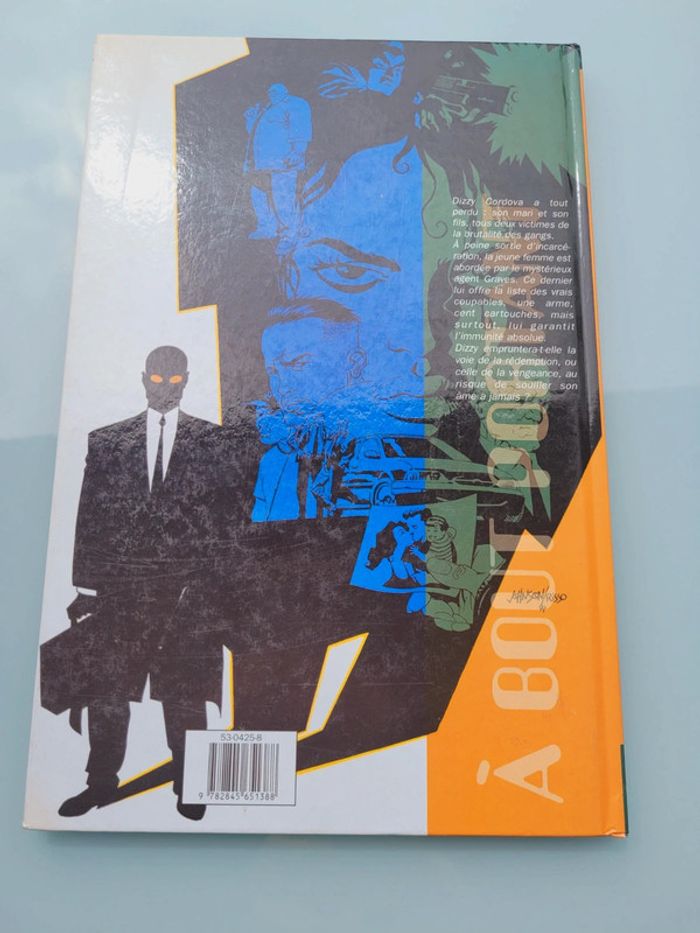 Dizzy Cordova a tout
perdu : son mari et son
fils, tous deux victimes de
la brutalité des gangs.
À peine sortie d'incarcé-
ration, la jeune femme est
abordée par le mystérieux
agent Graves. Ce dernier
lui offre la liste des vrais
coupables, une arme,
cent cartouches, mais
surtout, lui garantit
l'immunité absolue.
Dizzy empruntera-t-elle la
voie de la rédemption, ou
celle de la vengeance, au
risque de souiller son
âme à jamais ?
À BOUT PORTANT
JOHNSON/RISSO
53-0425-8
9 782845 651388